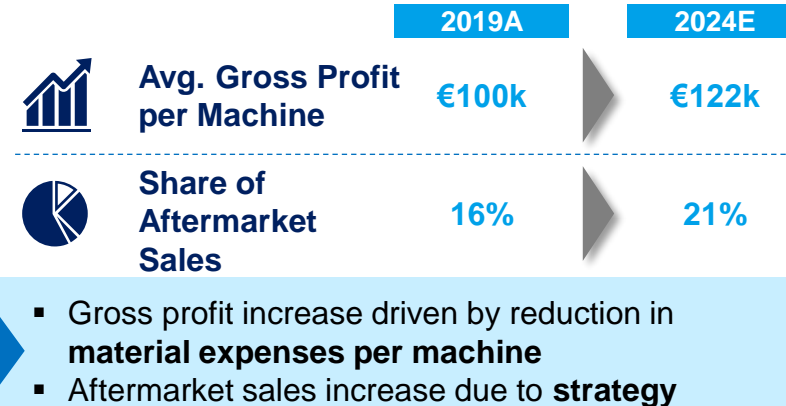 2019A 2024E
Avg. Gross Profit
per Machine
€100k €122k
Share of
Aftermarket
Sales
16% 21%
▪ Gross profit increase driven by reduction in
material expenses per machine
▪ Aftermarket sales increase due to strategy